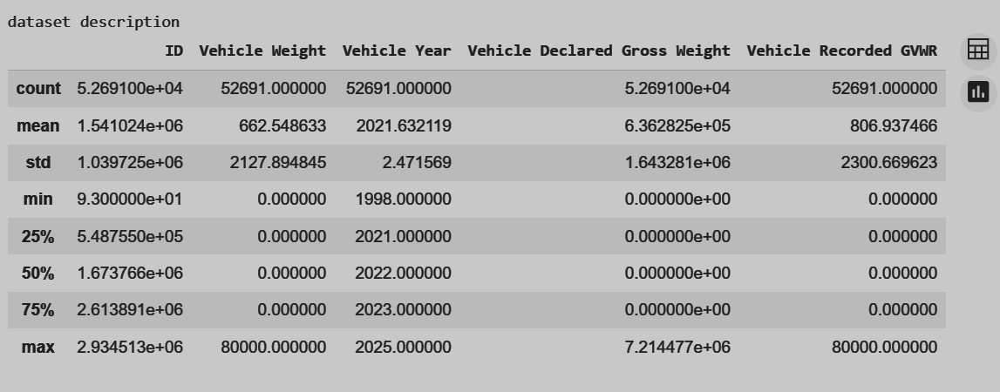 dataset description
ID Vehicle Weight Vehicle Year Vehicle Declared Gross Weight Vehicle Recorded GVWR
count 5.269100e+04 52691.000000 52691.000000 5.269100e+04 52691.000000
mean 1.541024e+06 662.548633 2021.632119 6.362825e+05 806.937466
std 1.039725e+06 2127.894845 2.471569 1.643281e+06 2300.669623
min 9.300000e+01 0.000000 1998.000000 0.000000e+00 0.000000
25% 5.487550e+05 0.000000 2021.000000 0.000000e+00 0.000000
50% 1.673766e+06 0.000000 2022.000000 0.000000e+00 0.000000
75% 2.613891e+06 0.000000 2023.000000 0.000000e+00 0.000000
max 2.934513e+06 80000.000000 2025.000000 7.214477e+06 80000.000000